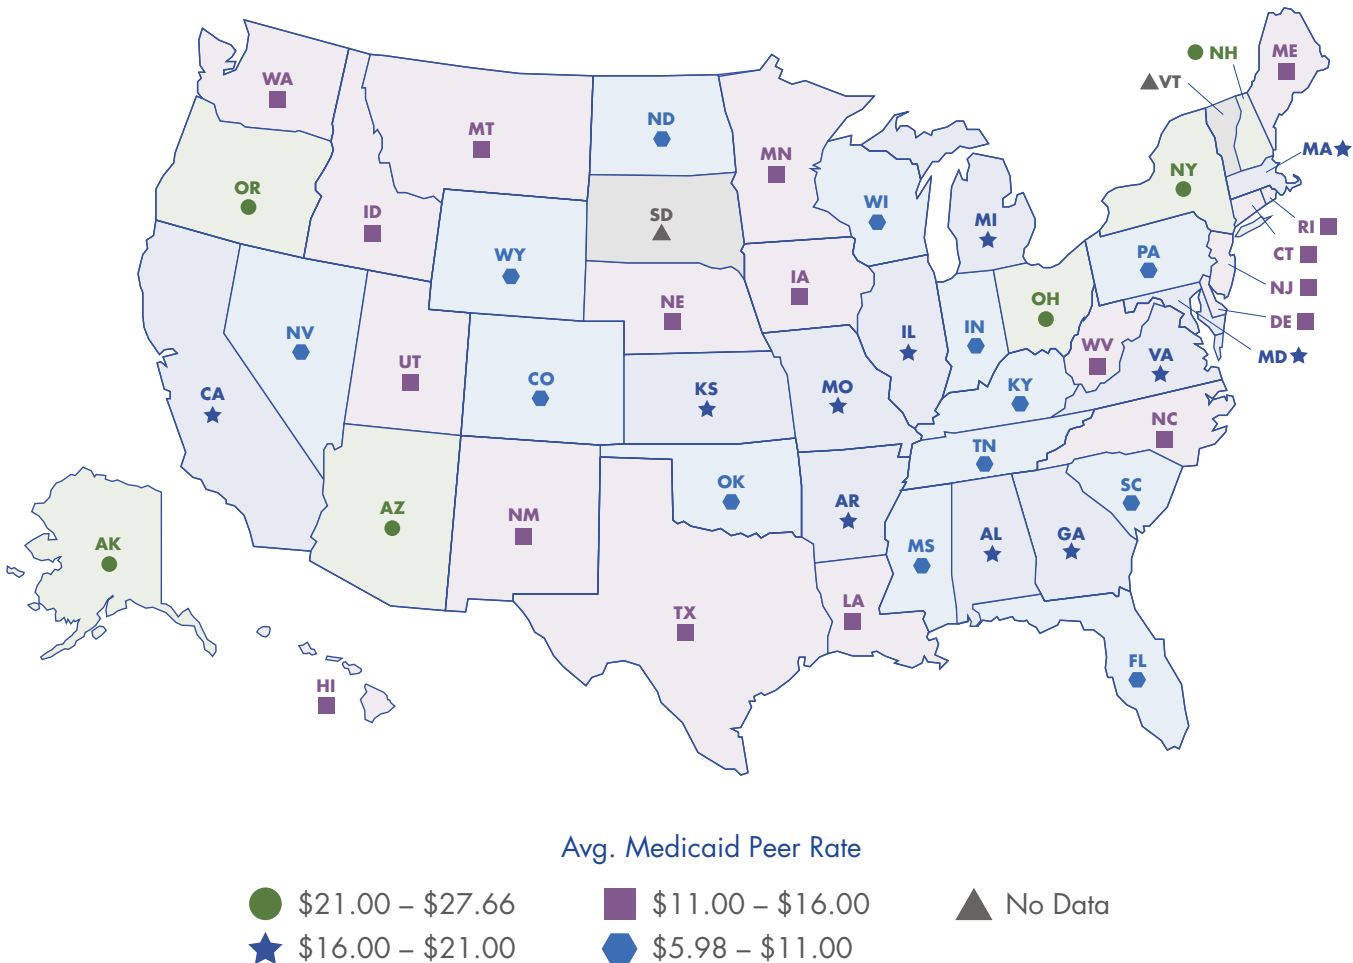 NH
ME
VT
WA
MT
ND
MN
MA
OR
ID
SD
WI
MI
NY
RI
WY
PA
CT
IA
NJ
NE
OH
DE
NV
UT
IL
IN
WV
VA
MD
CA
CO
KS
MO
KY
NC
TN
AZ
NM
OK
AR
SC
AK
MS
AL
GA
TX
LA
HI
FL
Avg. Medicaid Peer Rate
$21.00 – $27.66
$11.00 – $16.00
No Data
$16.00 – $21.00
$5.98 – $11.00